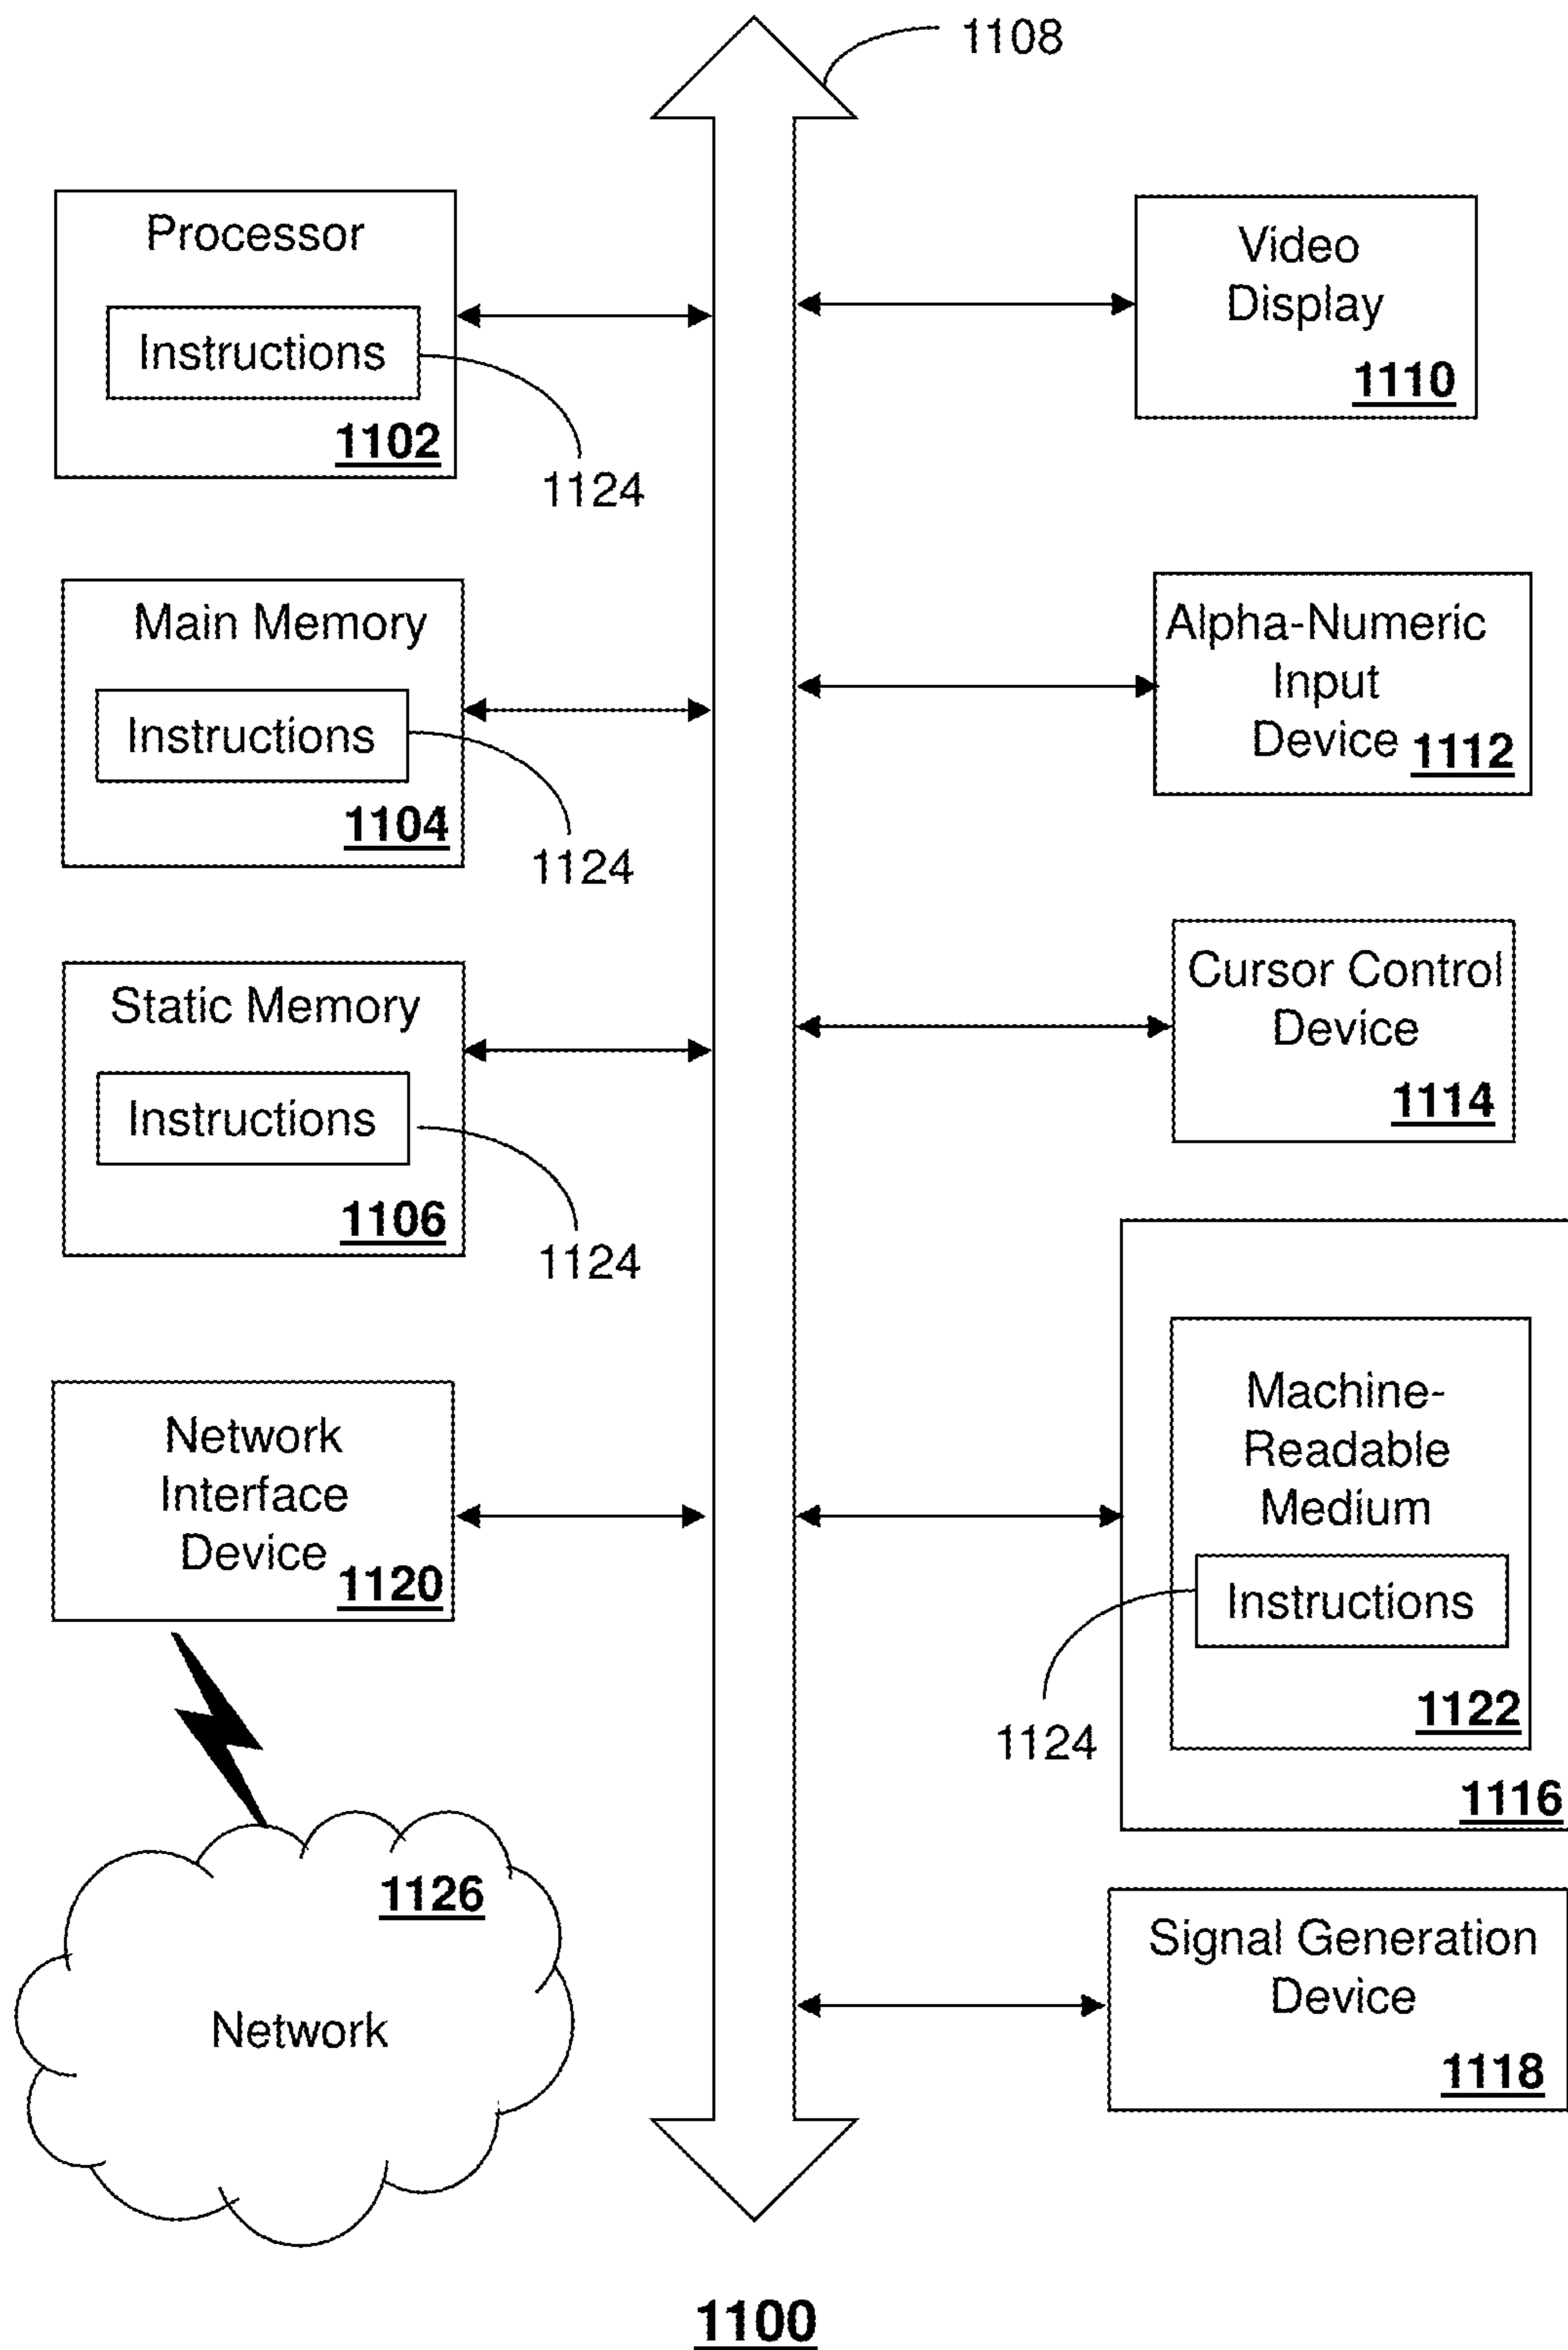 1108
Processor
Instructions
1102
1124
Main Memory
Instructions
1104
1124
Static Memory
Instructions
1106
1124
Network
Interface
Device
1120
1126
Network
Video
Display
1110
Alpha-Numeric
Input
Device 1112
Cursor Control
Device
1114
Machine-
Readable
Medium
Instructions
1124
1122
1116
Signal Generation
Device
1118
1100